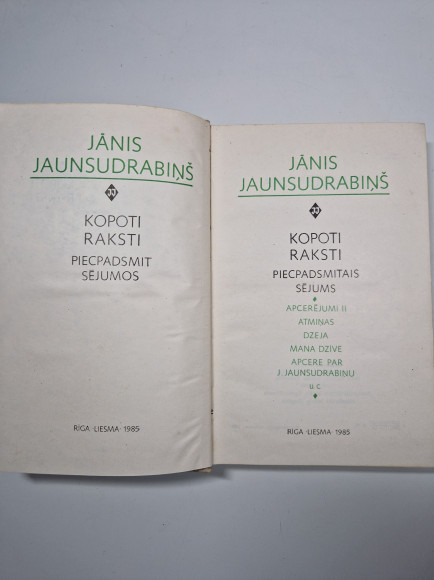 JĀNIS
JAUNSUDRABIŅŠ
KOPOTI
RAKSTI
PIECPADSMIT
SĒJUMOS
RĪGA ·LIESMA· 1985
JĀNIS
JAUNSUDRABIŅŠ
KOPOTI
RAKSTI
PIECPADSMITAIS
SĒJUMS
APCERĒJUMI II
ATMIŅAS
DZEJA
MANA DZĪVE
APCERE PAR
J. JAUNSUDRABIŅU
u. c.
RĪGA ·LIESMA· 1985